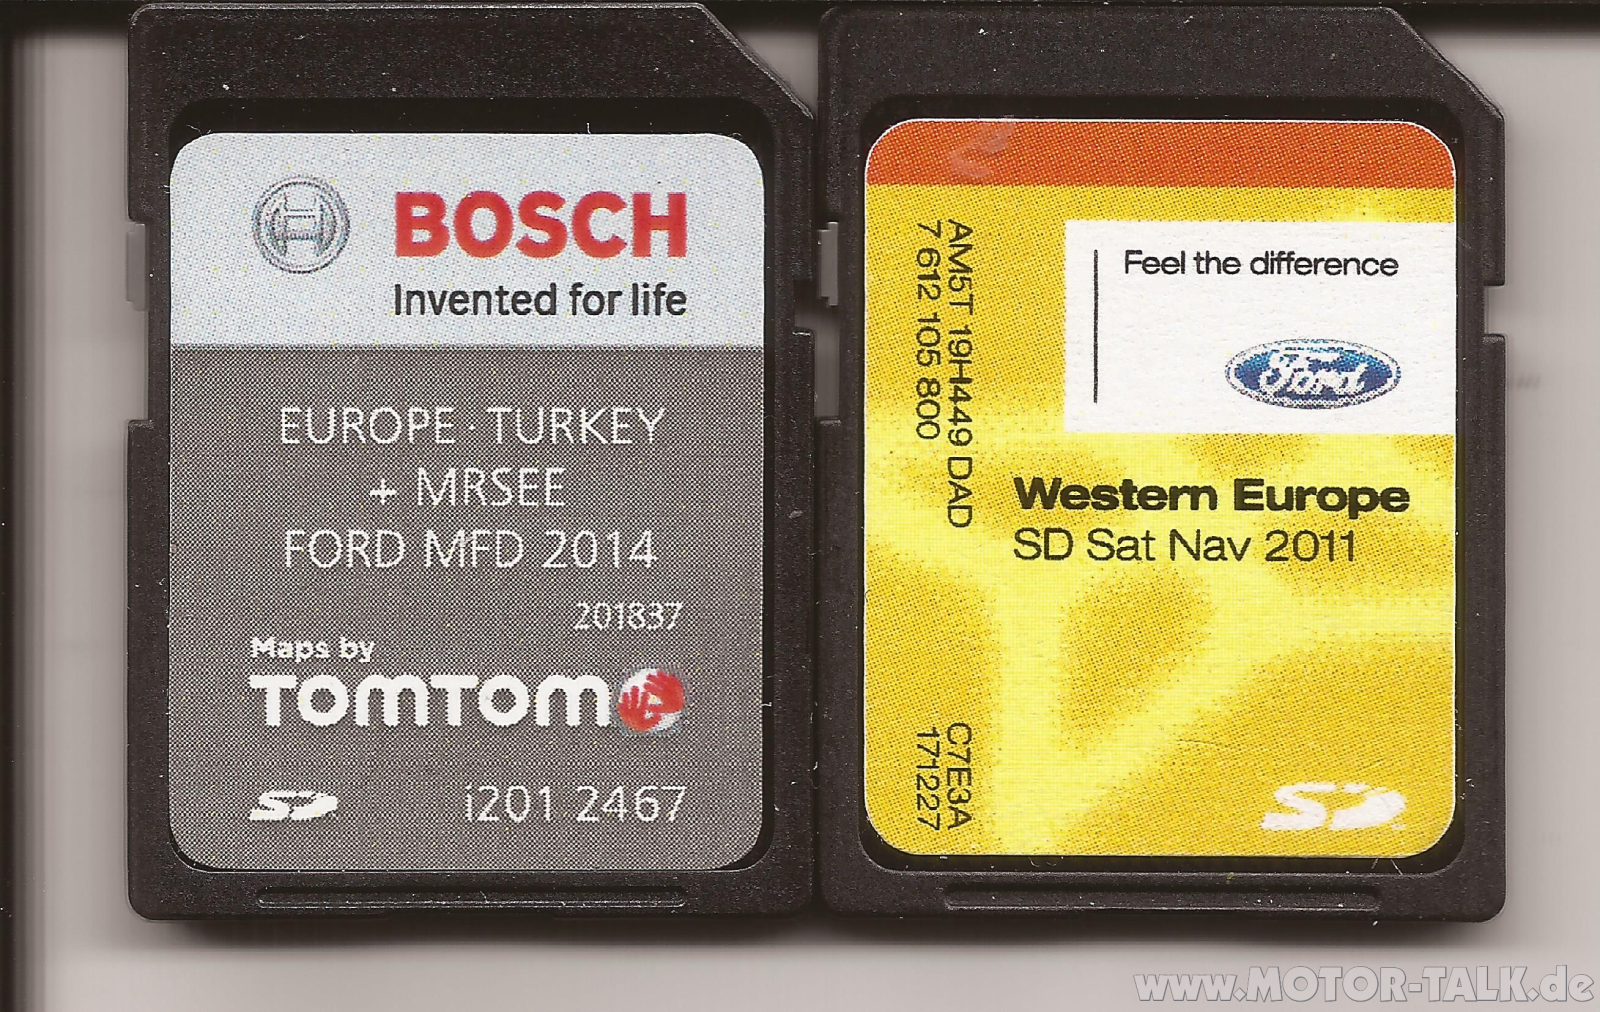 BOSCH
Invented for life
EUROPE · TURKEY
+ MRSEE
FORD MFD 2014
201837
Maps by
TOMTOM
SD
i201 2467
Feel the difference
Ford
AM5T 19H449 DAD
7 612 105 800
Western Europe
SD Sat Nav 2011
C7E3A
171227
SD
www.MOTOR-TALK.de